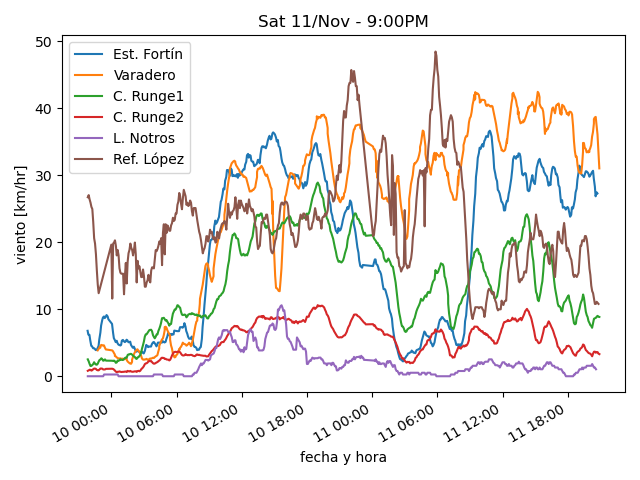 Sat 11/Nov - 9:00PM
50
40
30
20
10
0
viento [km/hr]
Est. Fortín
Varadero
C. Runge1
C. Runge2
L. Notros
Ref. López
10 00:00
10 06:00
10 12:00
10 18:00
11 00:00
11 06:00
11 12:00
11 18:00
fecha y hora